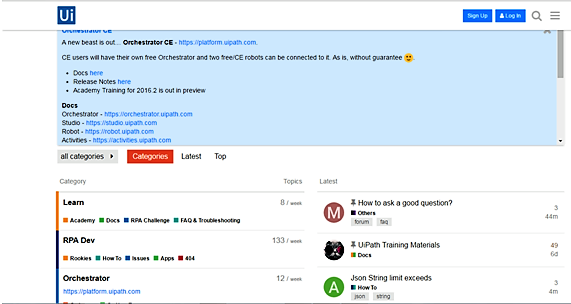 Ui
Sign Up
Log In
Orchestrator CE
A new beast is out... Orchestrator CE - https://platform.uipath.com.
CE users will have their own free Orchestrator and two free/CE robots can be connected to it. As is, without guarantee
Docs here
Release Notes here
Academy Training for 2016.2 is out in preview
Docs
Orchestrator - https://orchestrator.uipath.com
Studio - https://studio.uipath.com
Robot - https://robot.uipath.com
Activities - https://activities.uipath.com
all categories
Categories
Latest
Top
Category
Topics
Latest
Learn
8 / week
Academy Docs RPA Challenge FAQ & Troubleshooting
RPA Dev
133 / week
Rookies How To Issues Apps 404
Orchestrator
12 / week
https://platform.uipath.com
M
How to ask a good question?
3
Others
44m
forum faq
UiPath Training Materials
49
Docs
6d
A
Json String limit exceeds
3
How To
4m
json string